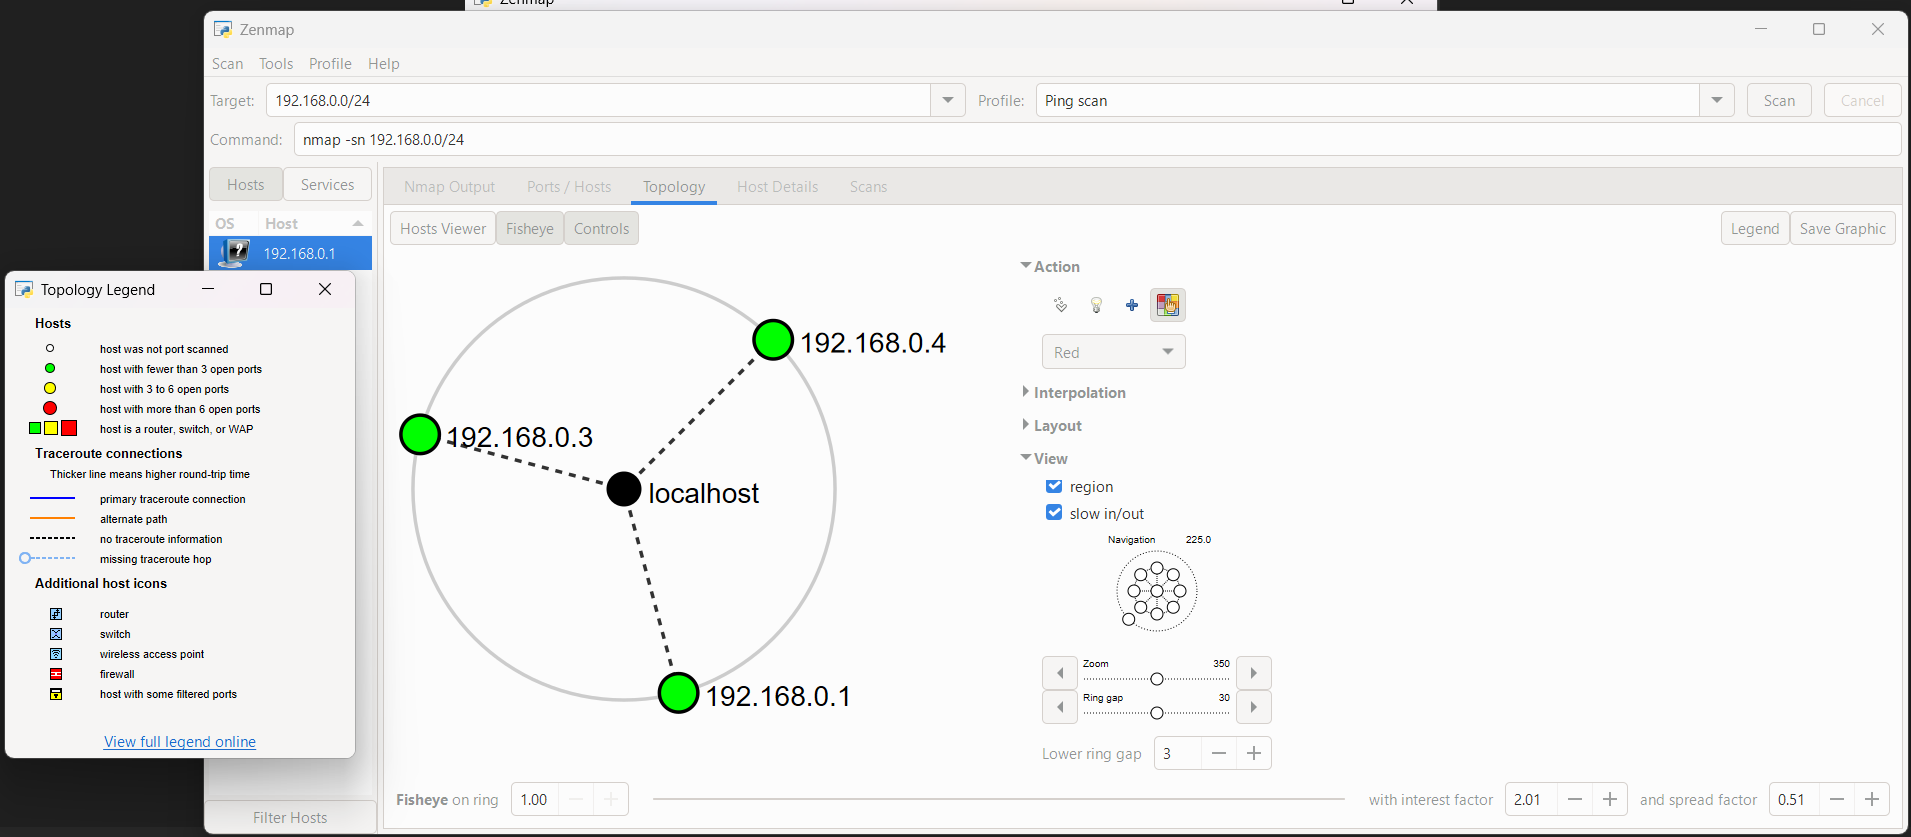 Zenmap
Zenmap
Scan Tools Profile Help
Target: 192.168.0.0/24 Profile: Ping scan Scan Cancel
Command: nmap -sn 192.168.0.0/24
Hosts Services
OS Host
192.168.0.1
Filter Hosts
Nmap Output Ports / Hosts Topology Host Details Scans
Hosts Viewer Fisheye Controls Legend Save Graphic
192.168.0.4
192.168.0.3
localhost
192.168.0.1
Action
Red
Interpolation
Layout
View
region
slow in/out
Navigation 225.0
Zoom 350
Ring gap 30
Lower ring gap 3
Fisheye on ring 1.00 with interest factor 2.01 and spread factor 0.51
Topology Legend
Hosts
host was not port scanned
host with fewer than 3 open ports
host with 3 to 6 open ports
host with more than 6 open ports
host is a router, switch, or WAP
Traceroute connections
Thicker line means higher round-trip time
primary traceroute connection
alternate path
no traceroute information
missing traceroute hop
Additional host icons
router
switch
wireless access point
firewall
host with some filtered ports
View full legend online